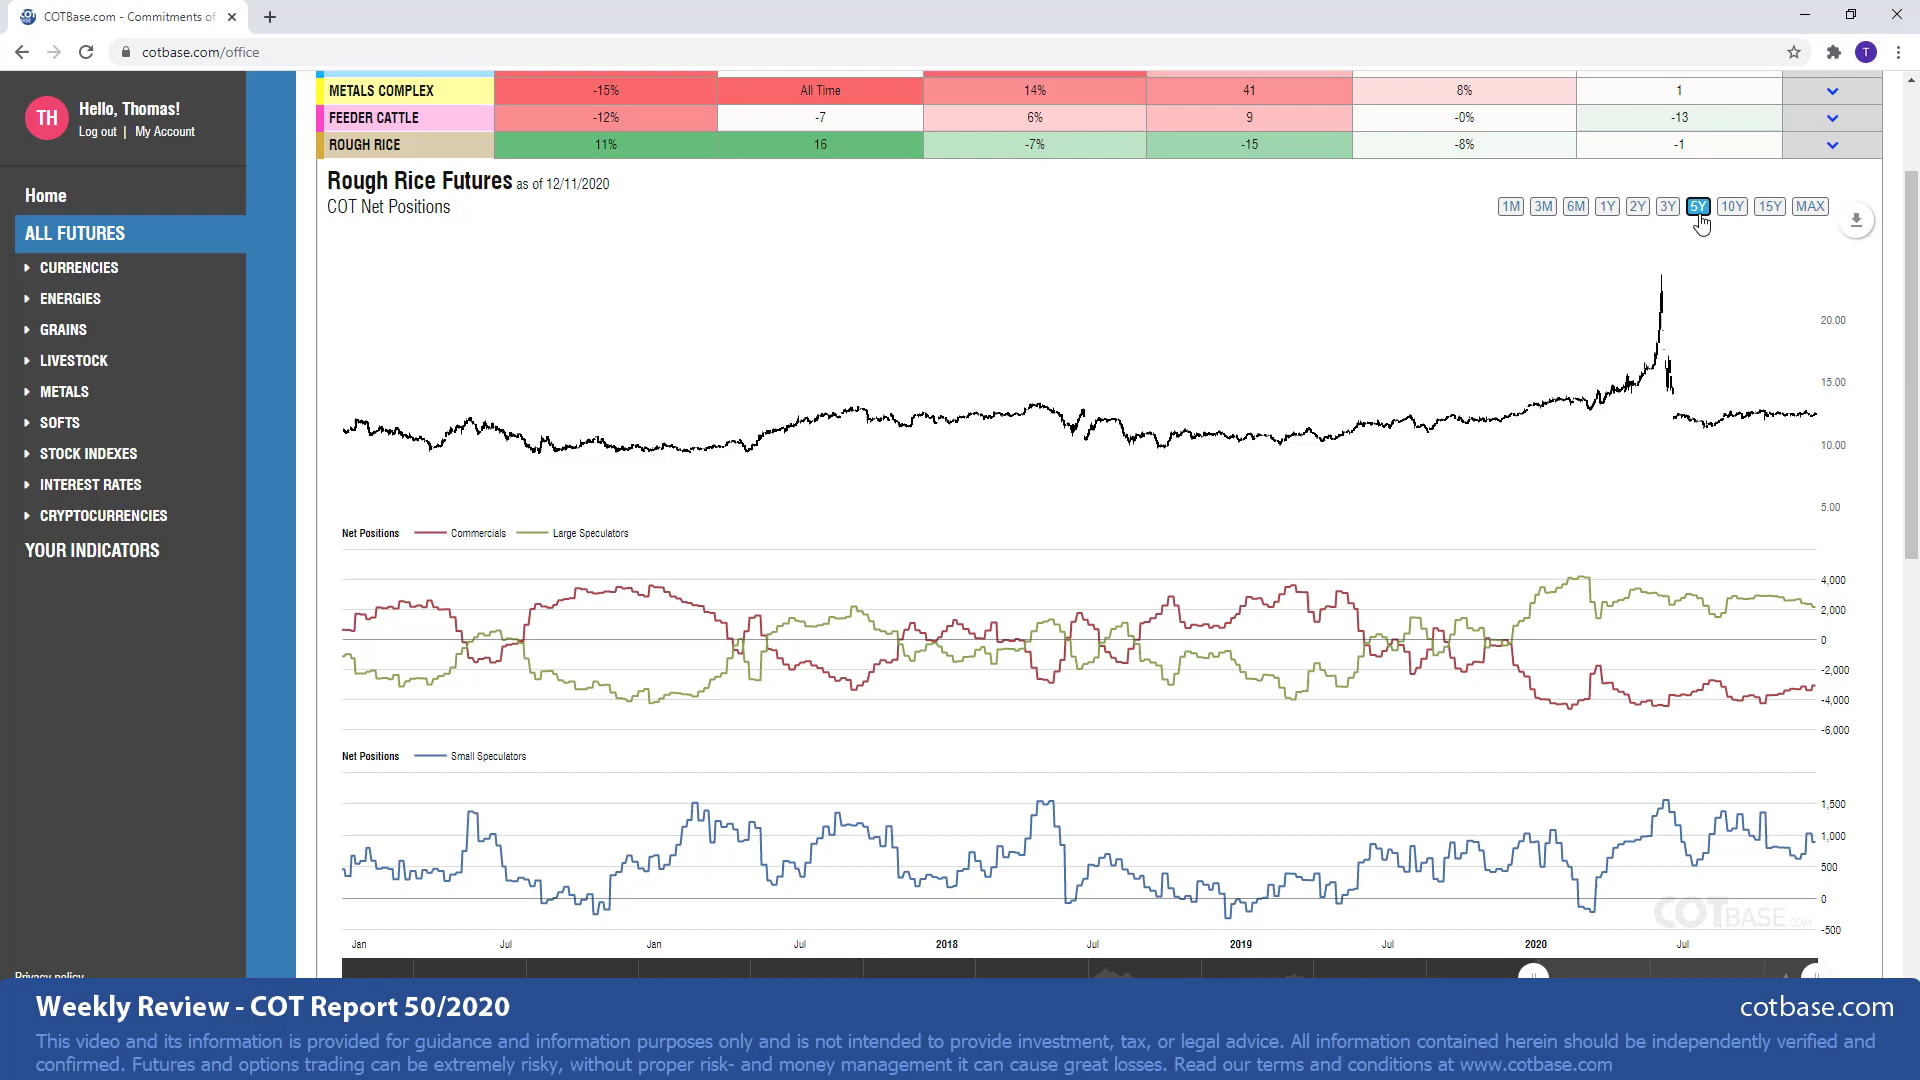 COTBase.com - Commitments of
cotbase.com/office
T
METALS COMPLEX -15% All Time 14% 41 8% 1
FEEDER CATTLE -12% -7 6% 9 -0% -13
ROUGH RICE 11% 16 -7% -15 -8% -1
TH
Hello, Thomas!
Log out | My Account
Home
ALL FUTURES
CURRENCIES
ENERGIES
GRAINS
LIVESTOCK
METALS
SOFTS
STOCK INDEXES
INTEREST RATES
CRYPTOCURRENCIES
YOUR INDICATORS
Privacy policy
Rough Rice Futures as of 12/11/2020
COT Net Positions
1M 3M 6M 1Y 2Y 3Y 5Y 10Y 15Y MAX
20.00
15.00
10.00
5.00
Net Positions Commercials Large Speculators
4,000
2,000
0
-2,000
-4,000
-6,000
Net Positions Small Speculators
1,500
1,000
500
0
-500
COTBASE.COM
Jan Jul Jan Jul 2018 Jul 2019 Jul 2020 Jul
Weekly Review - COT Report 50/2020
cotbase.com
This video and its information is provided for guidance and information purposes only and is not intended to provide investment, tax, or legal advice. All information contained herein should be independently verified and
confirmed. Futures and options trading can be extremely risky, without proper risk- and money management it can cause great losses. Read our terms and conditions at www.cotbase.com